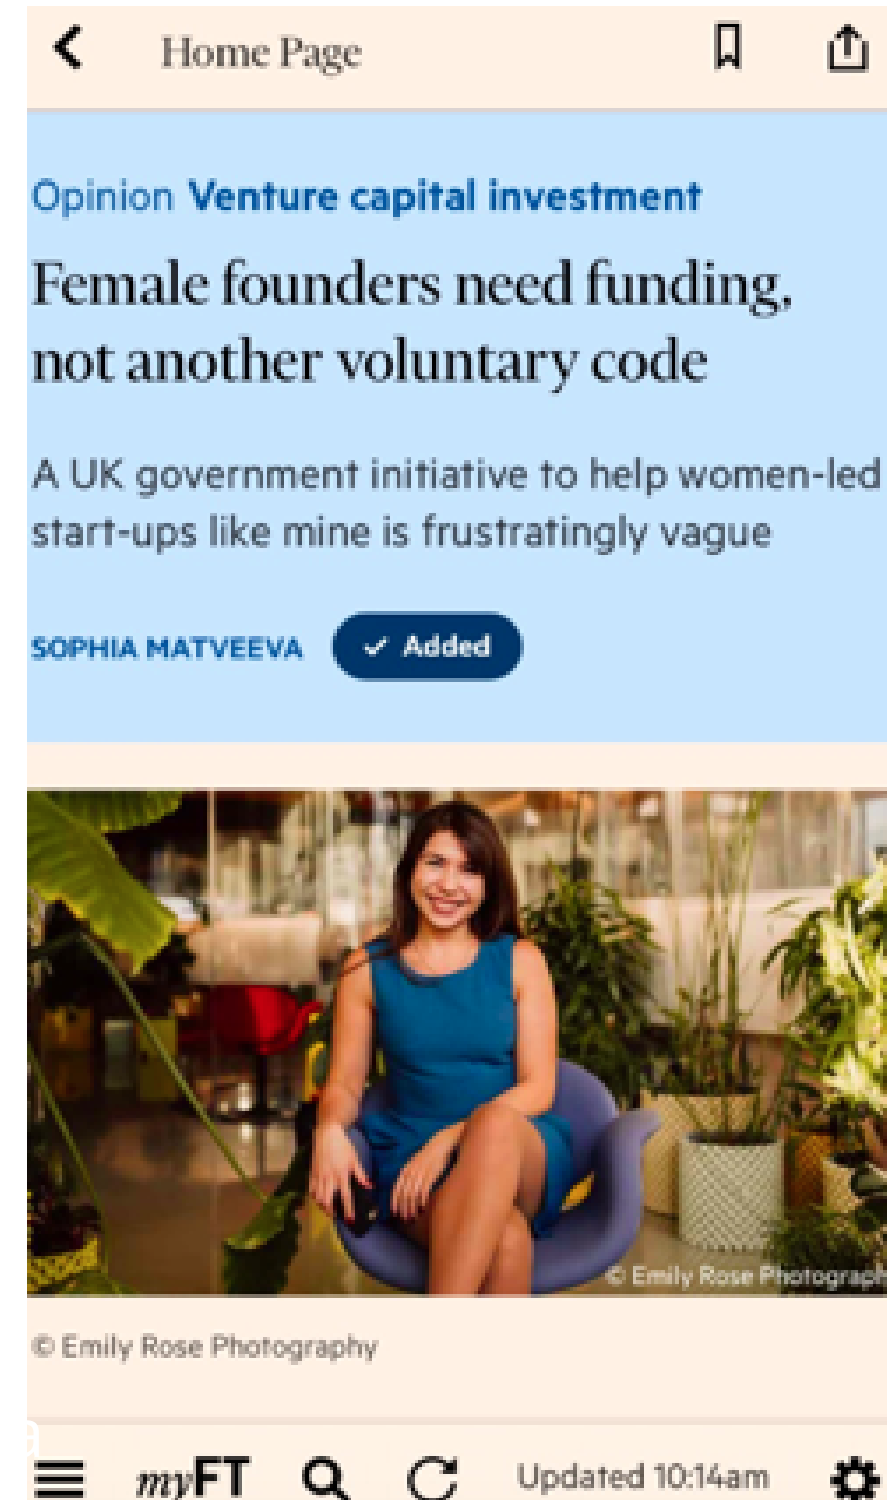 Home Page
Opinion Venture capital investment
Female founders need funding,
not another voluntary code
A UK government initiative to help women-led
start-ups like mine is frustratingly vague
SOPHIA MATVEEVA
Added
© Emily Rose Photograph
© Emily Rose Photography
myFT
Updated 10:14am